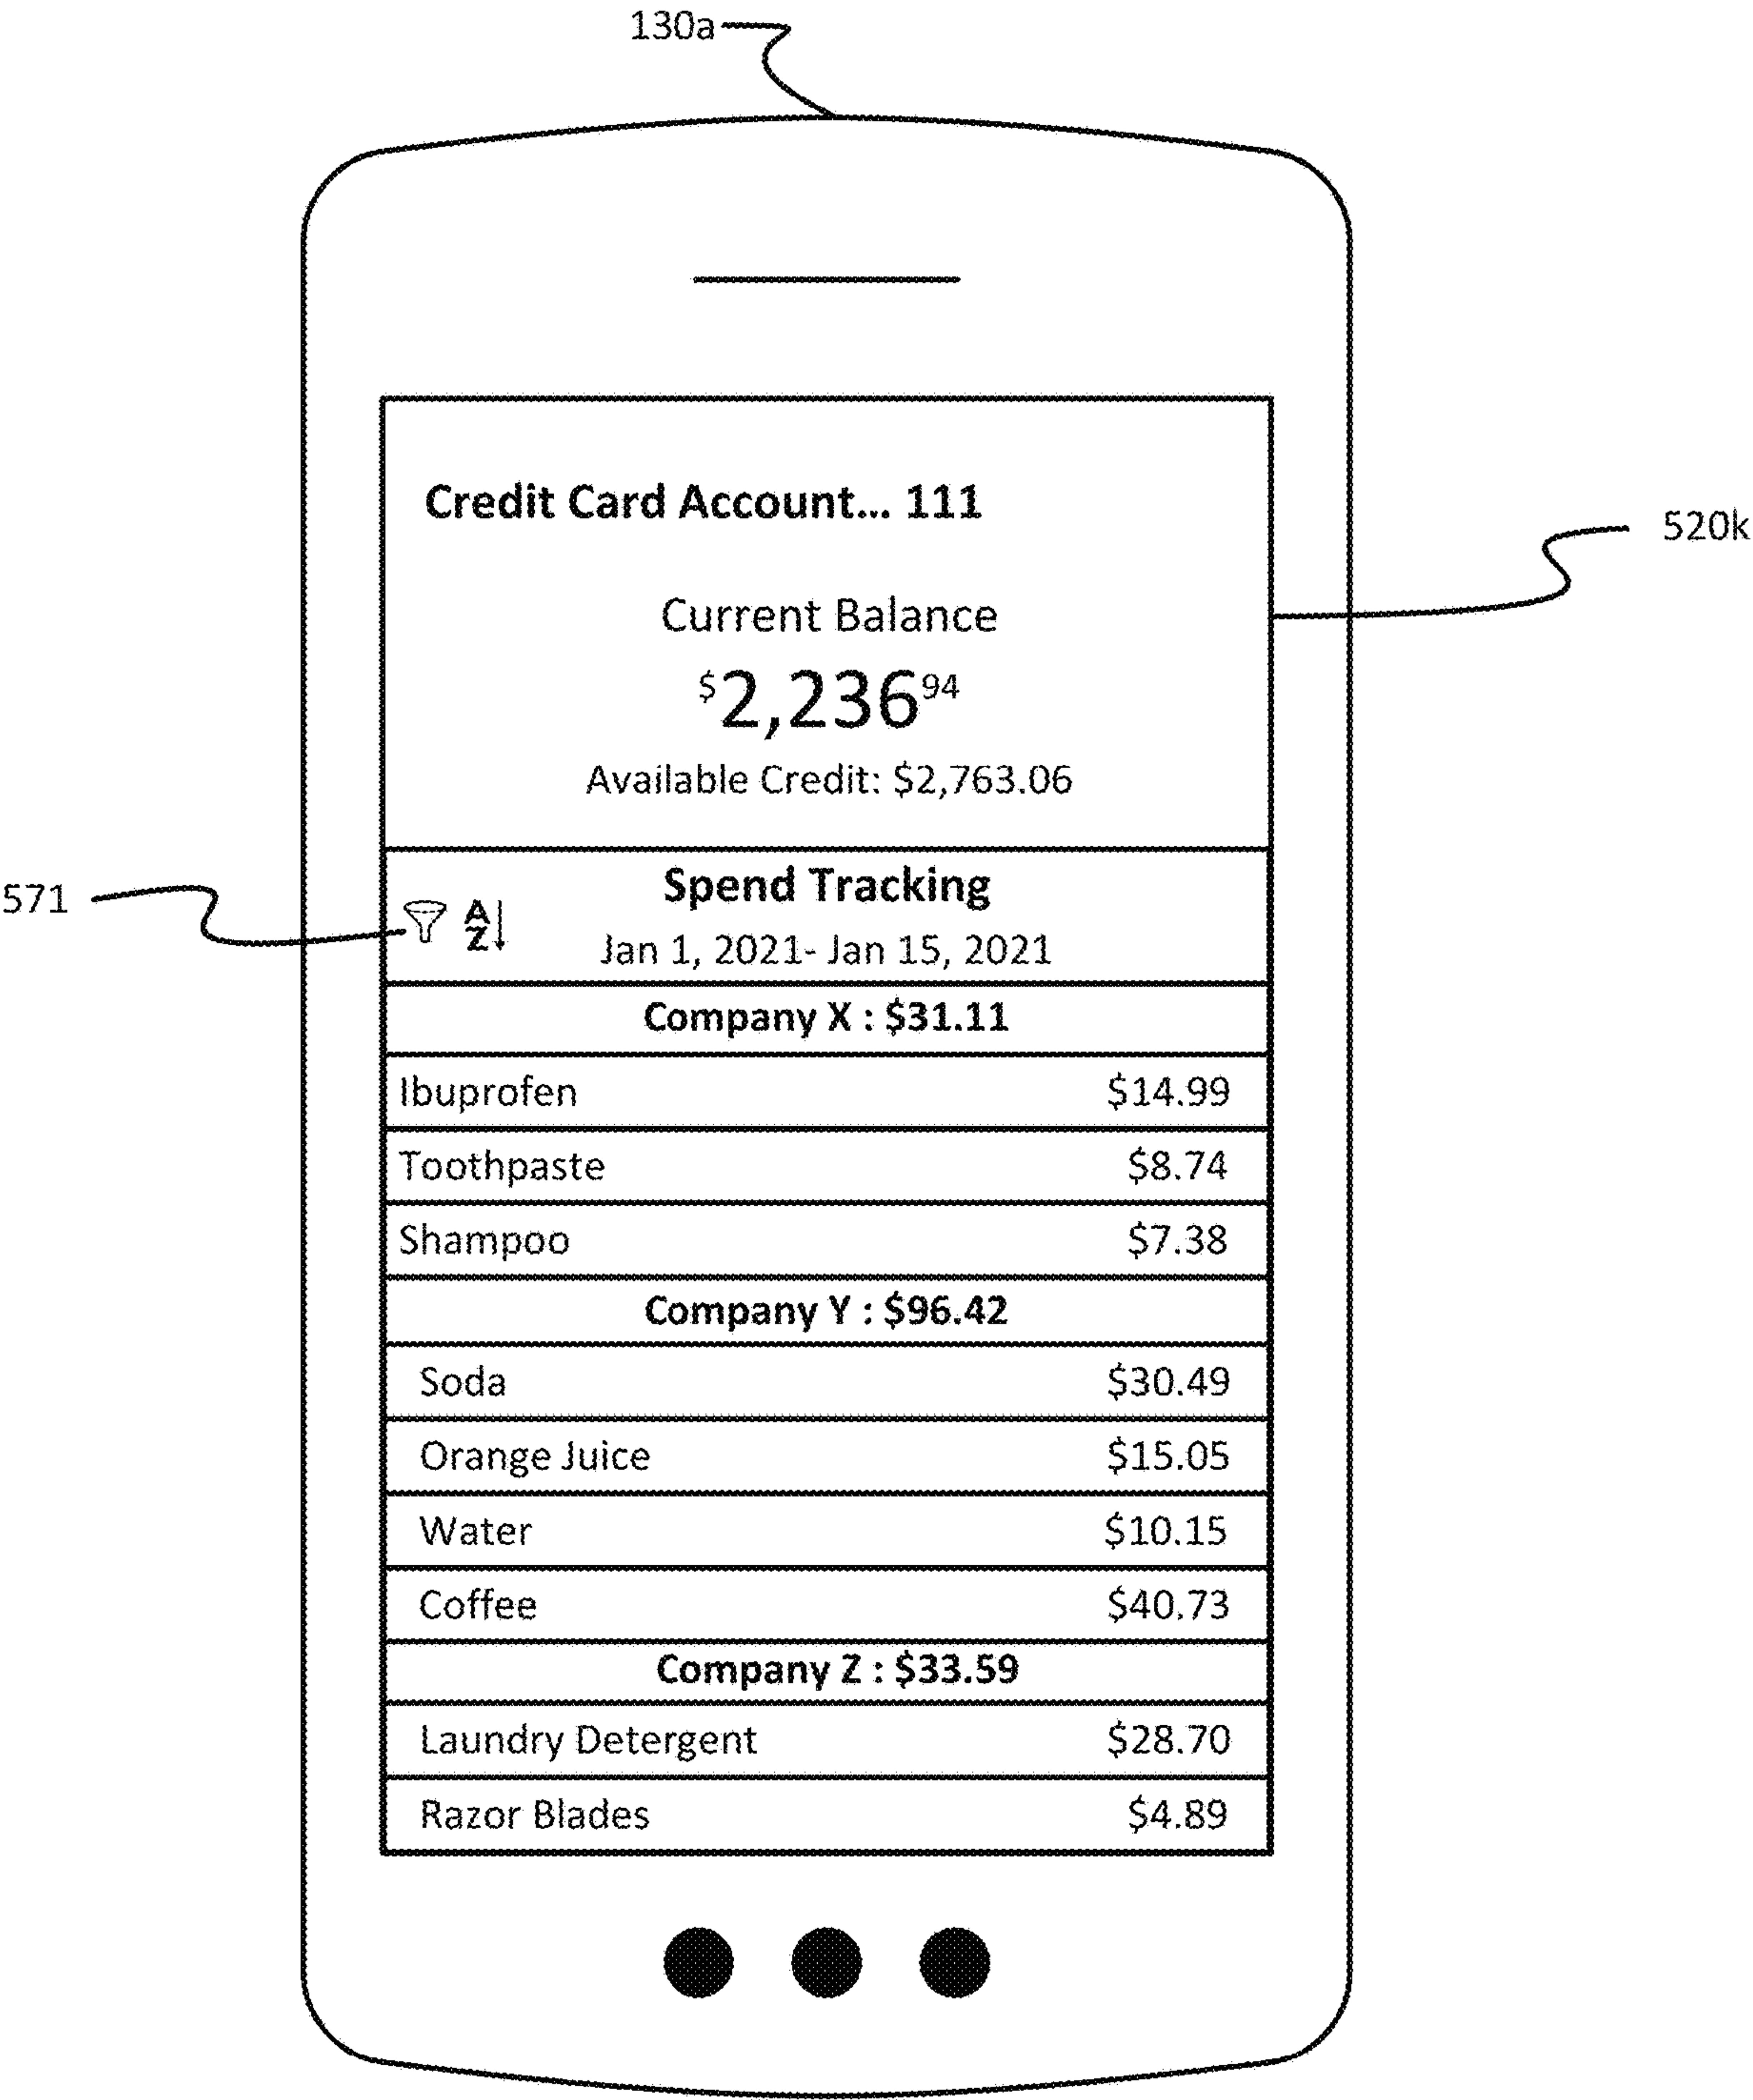 130a
Credit Card Account... 111
520k
Current Balance
$2,236 94
Available Credit: $2,763.06
571
A
Z
Spend Tracking
Jan 1, 2021- Jan 15, 2021
Company X : $31.11
Ibuprofen $14.99
Toothpaste $8.74
Shampoo $7.38
Company Y : $96.42
Soda $30.49
Orange Juice $15.05
Water $10.15
Coffee $40.73
Company Z : $33.59
Laundry Detergent $28.70
Razor Blades $4.89